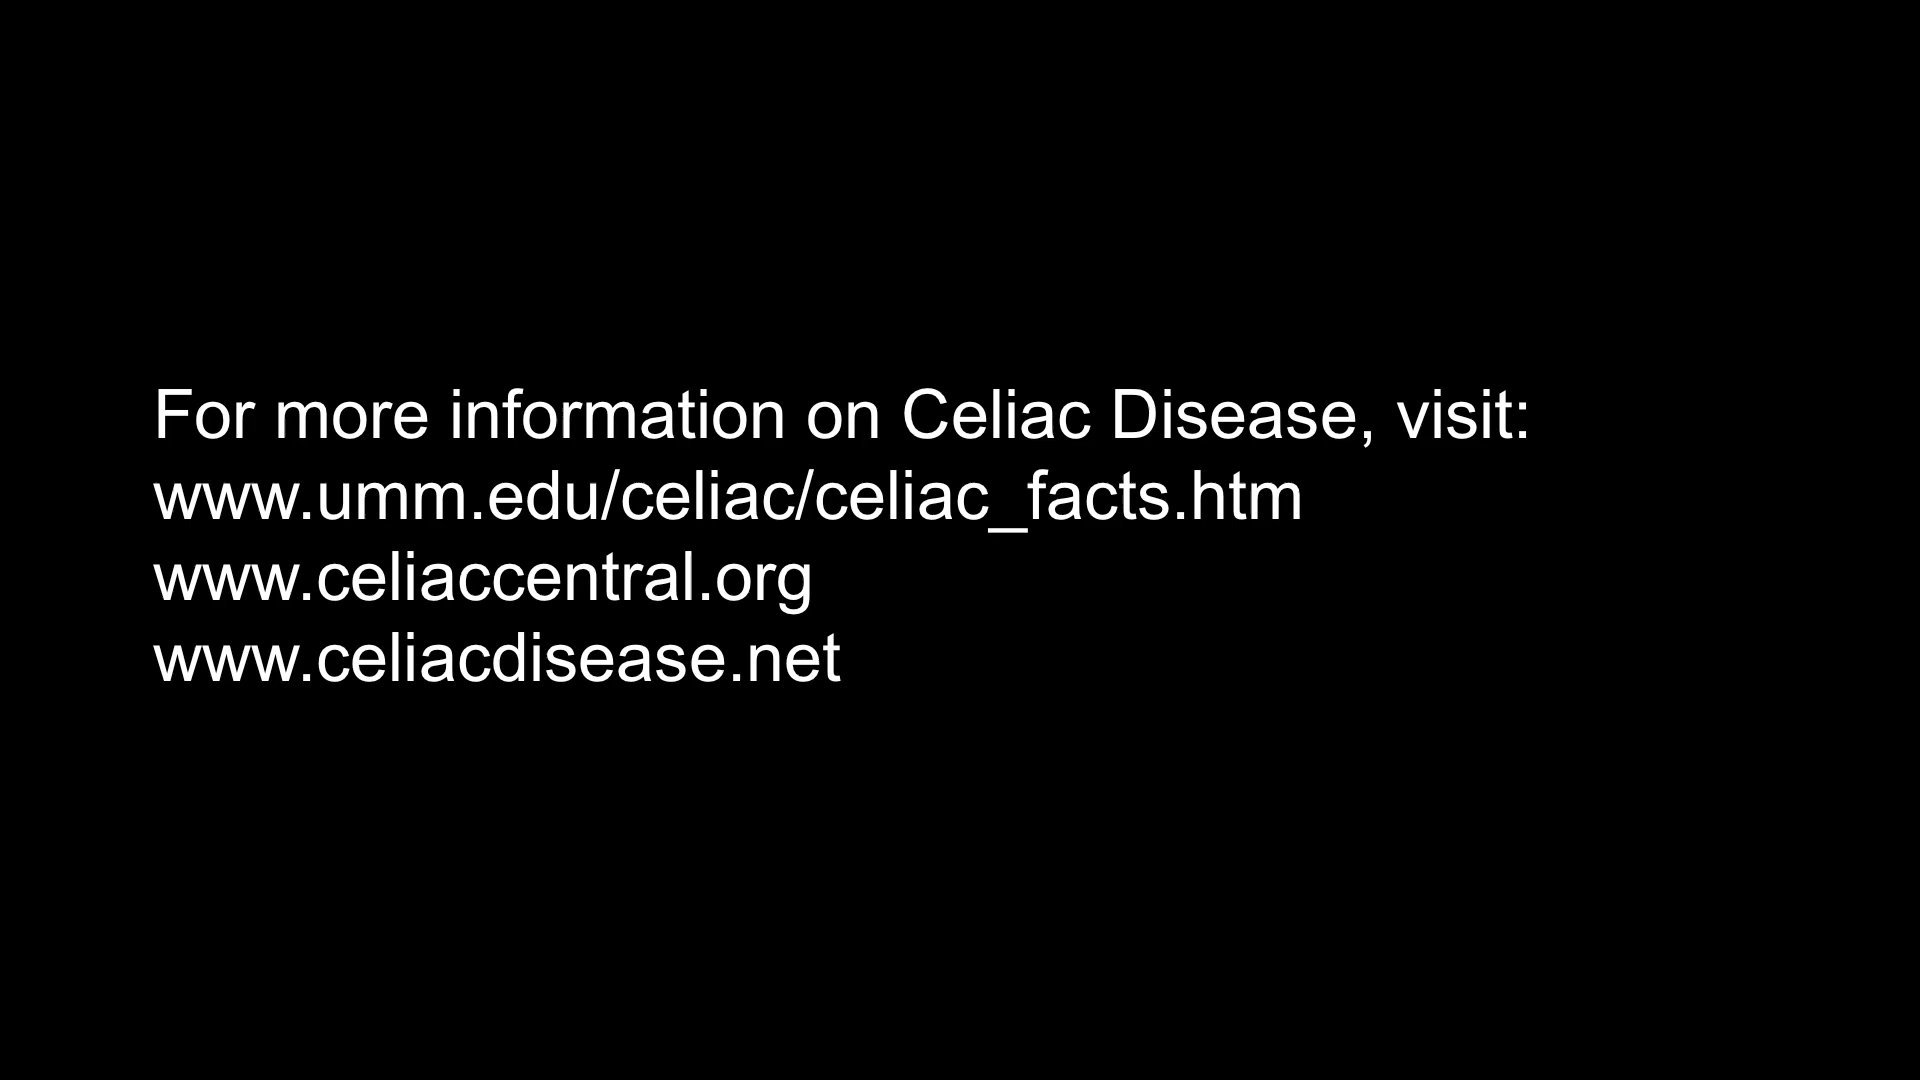 For more information on Celiac Disease, visit:
www.umm.edu/celiac/celiac_facts.htm
www.celiaccentral.org
www.celiacdisease.net